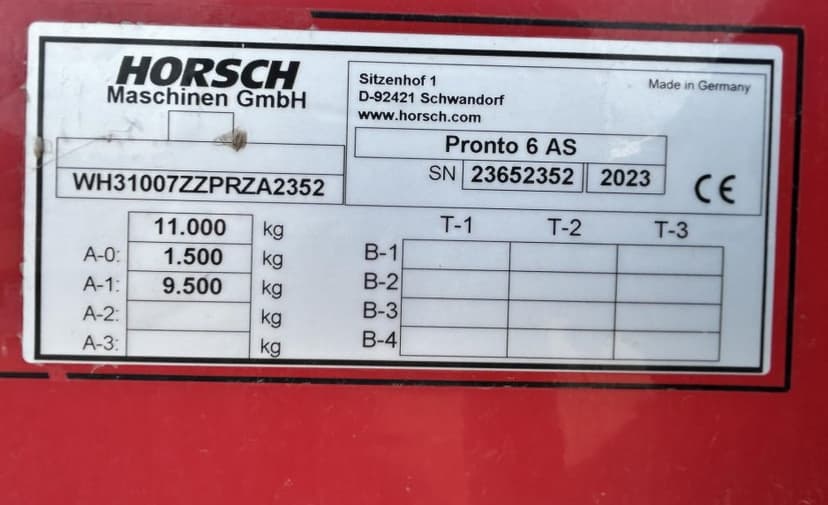 HORSCH
Maschinen GmbH
Sitzenhof 1
D-92421 Schwandorf
www.horsch.com
Made in Germany
Pronto 6 AS
SN 23652352 2023 CE
WH31007ZZPRZA2352
11.000 kg
A-0: 1.500 kg
A-1: 9.500 kg
A-2: kg
A-3: kg
T-1 T-2 T-3
B-1
B-2
B-3
B-4